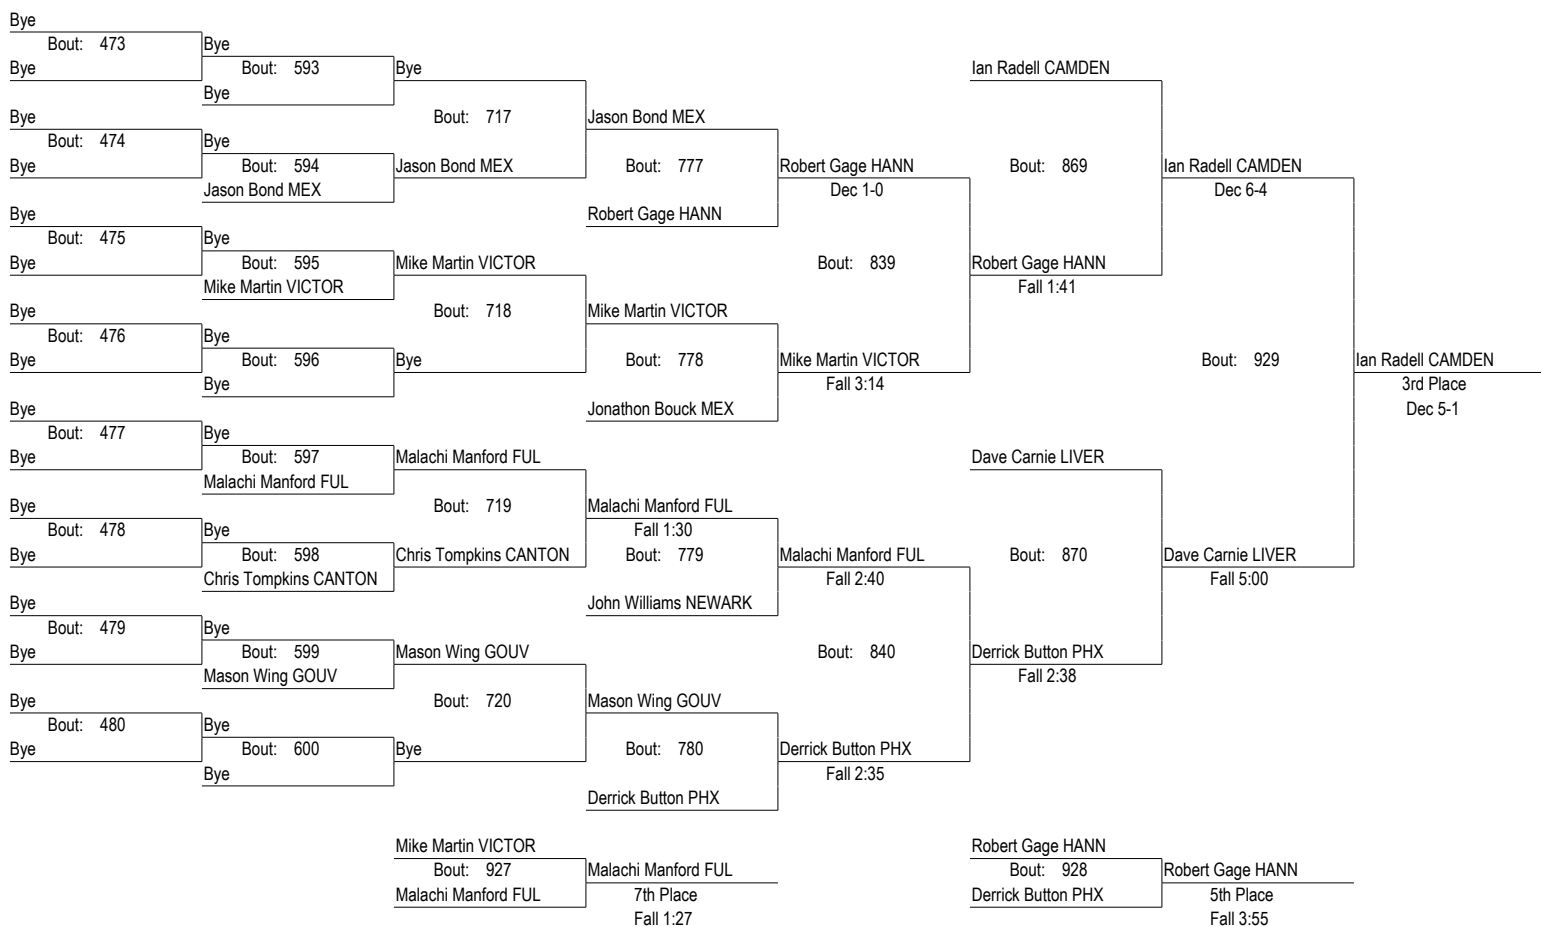 Bye
Bout: 473 Bye
Bye Bout: 593 Bye Ian Radell CAMDEN
Bye
Bye Bout: 717 Jason Bond MEX
Bout: 474 Bye
Bye Bout: 594 Jason Bond MEX Bout: 777 Robert Gage HANN Bout: 869 Ian Radell CAMDEN
Jason Bond MEX Dec 1-0 Dec 6-4
Bye Robert Gage HANN
Bout: 475 Bye
Bye Bout: 595 Mike Martin VICTOR Bout: 839 Robert Gage HANN
Mike Martin VICTOR Fall 1:41
Bye Bout: 718 Mike Martin VICTOR
Bout: 476 Bye
Bye Bout: 596 Bye Bout: 778 Mike Martin VICTOR Bout: 929 Ian Radell CAMDEN
Bye Fall 3:14 3rd Place
Bye Jonathon Bouck MEX Dec 5-1
Bout: 477 Bye
Bye Bout: 597 Malachi Manford FUL Dave Carnie LIVER
Malachi Manford FUL
Bye Bout: 719 Malachi Manford FUL
Bout: 478 Bye Fall 1:30
Bye Bout: 598 Chris Tompkins CANTON Bout: 779 Malachi Manford FUL Bout: 870 Dave Carnie LIVER
Chris Tompkins CANTON Fall 2:40 Fall 5:00
Bye John Williams NEWARK
Bout: 479 Bye
Bye Bout: 599 Mason Wing GOUV Bout: 840 Derrick Button PHX
Mason Wing GOUV Fall 2:38
Bye Bout: 720 Mason Wing GOUV
Bout: 480 Bye
Bye Bout: 600 Bye Bout: 780 Derrick Button PHX
Bye Fall 2:35
Derrick Button PHX
Mike Martin VICTOR Robert Gage HANN
Bout: 927 Malachi Manford FUL Bout: 928 Robert Gage HANN
Malachi Manford FUL 7th Place Derrick Button PHX 5th Place
Fall 1:27 Fall 3:55